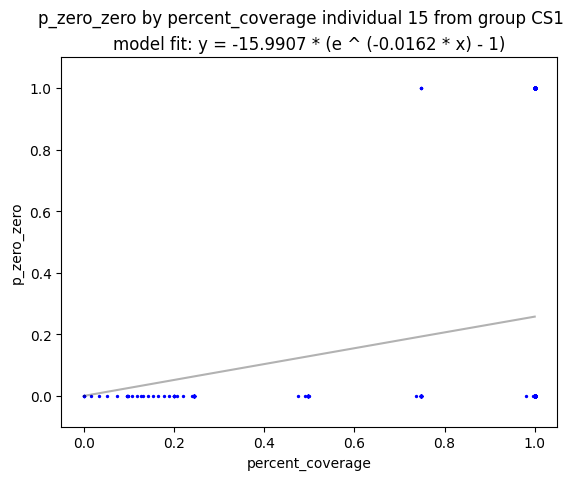 p_zero_zero by percent_coverage individual 15 from group CS1
model fit: y = -15.9907 * (e ^ (-0.0162 * x) - 1)
1.0
0.8
0.6
0.4
0.2
0.0
p_zero_zero
0.0 0.2 0.4 0.6 0.8 1.0
percent_coverage